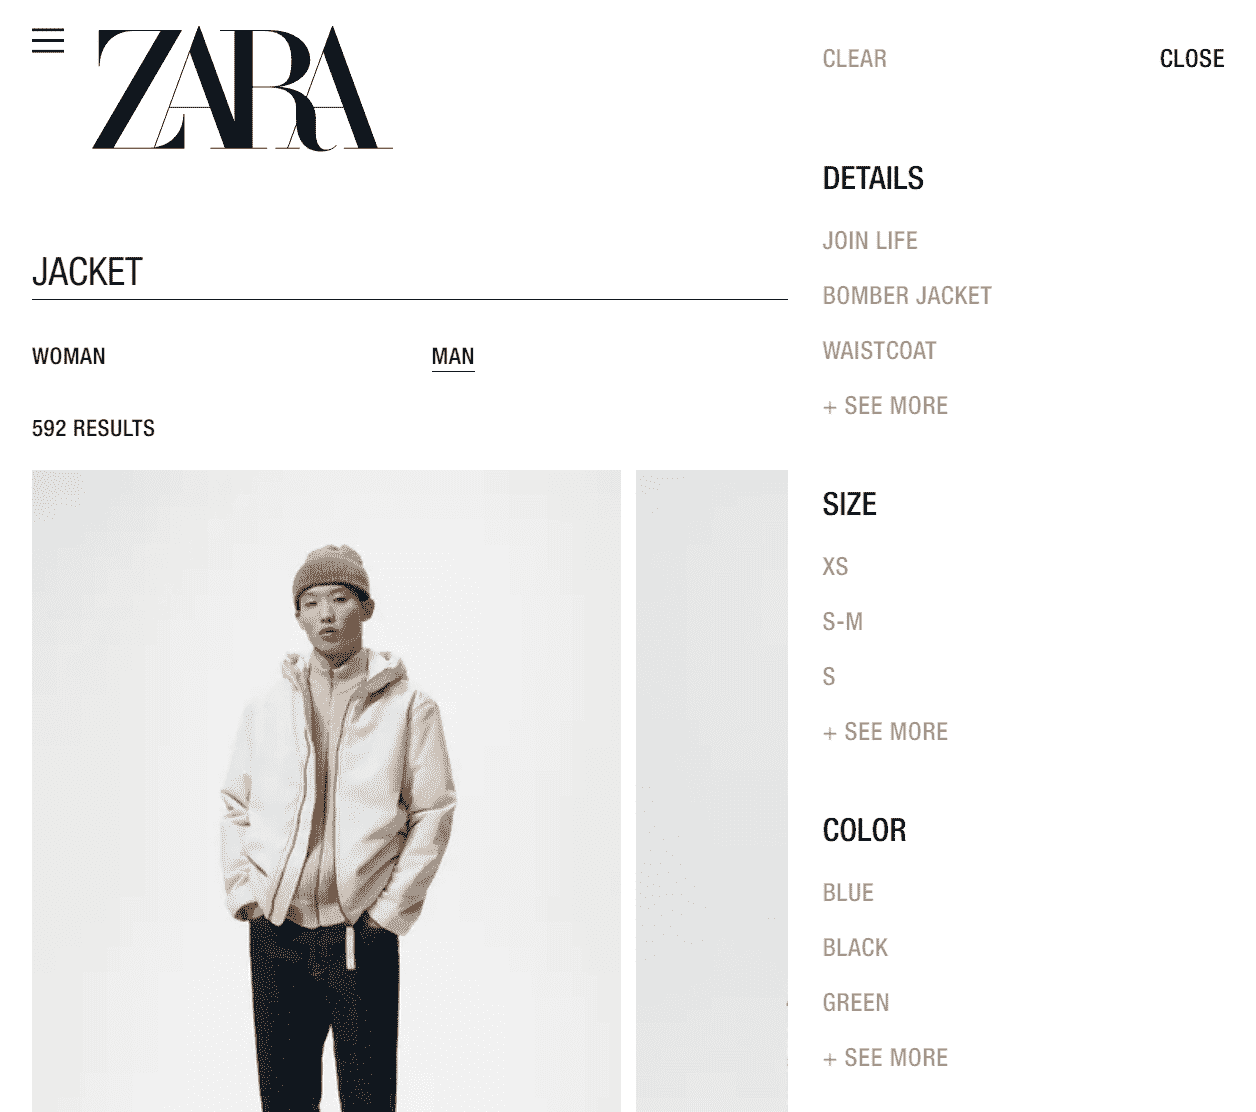 ZARA
JACKET
WOMAN
MAN
592 RESULTS
CLEAR
CLOSE
DETAILS
JOIN LIFE
BOMBER JACKET
WAISTCOAT
+ SEE MORE
SIZE
XS
S-M
S
+ SEE MORE
COLOR
BLUE
BLACK
GREEN
+ SEE MORE